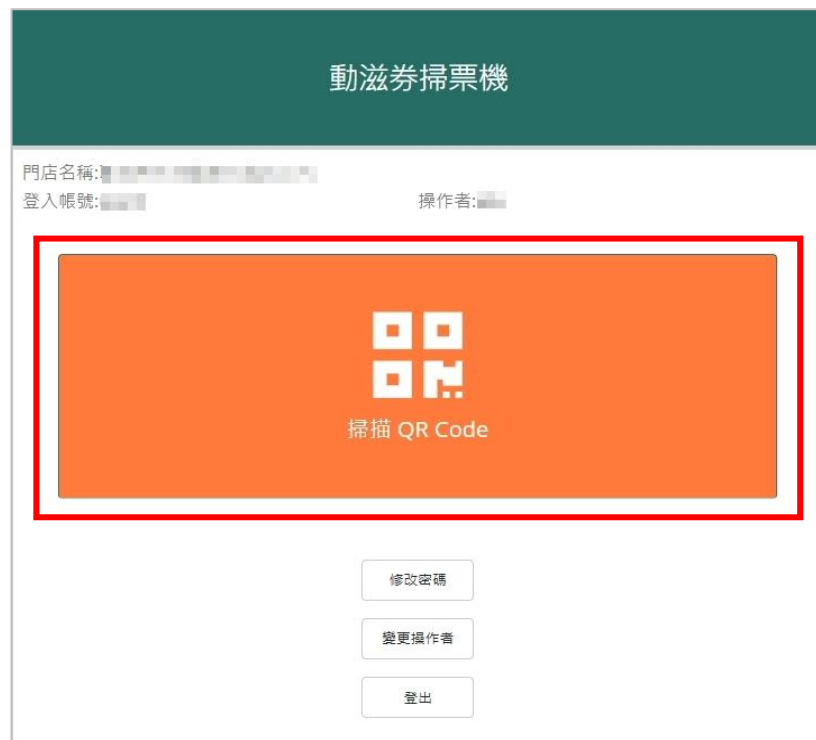 動滋券掃票機
門店名稱:
登入帳號: 操作者:
掃描 QR Code
修改密碼
變更操作者
登出